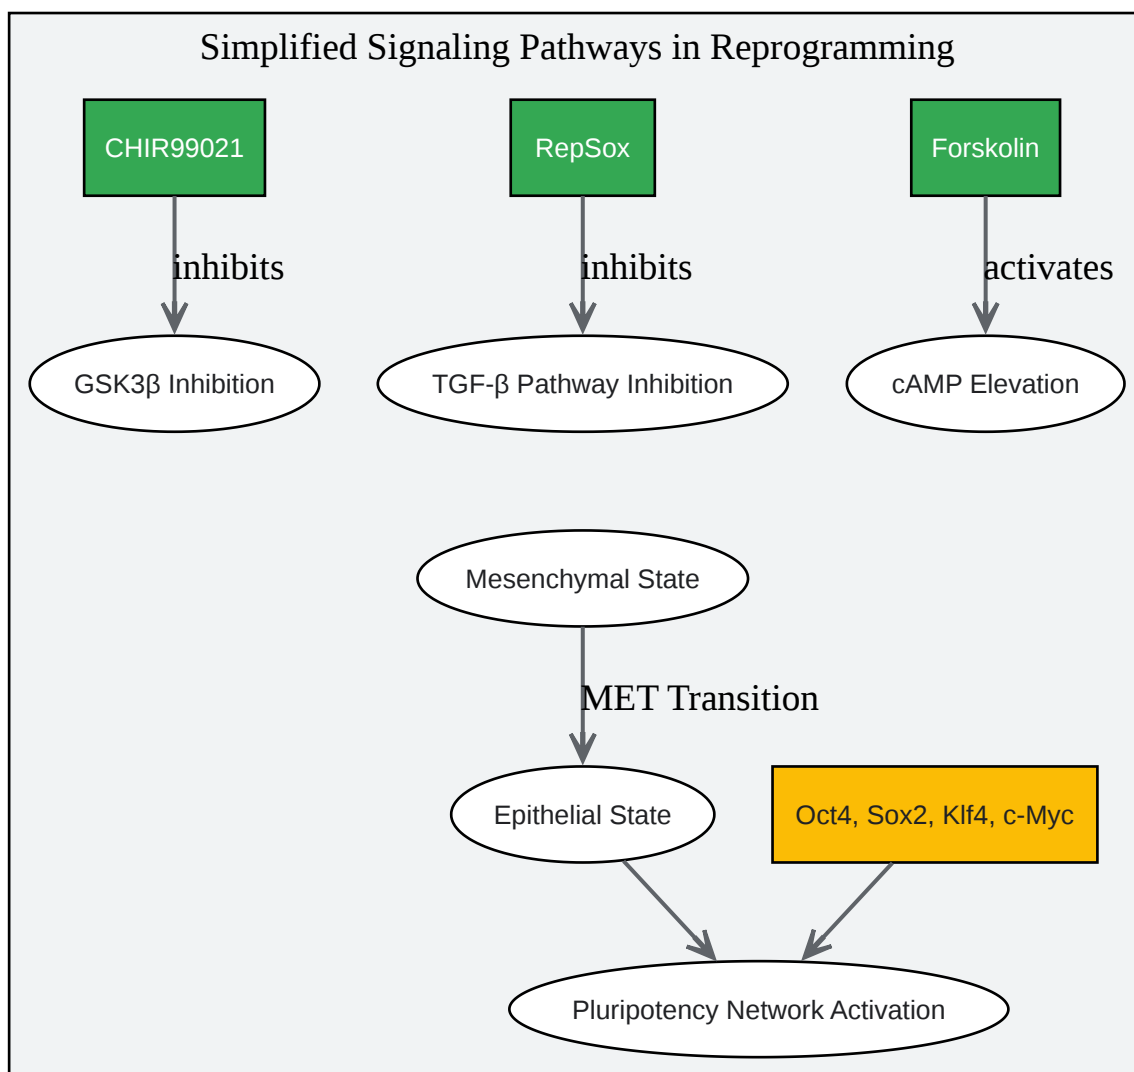 Simplified Signaling Pathways in Reprogramming
CHIR99021
RepSox
Forskolin
inhibits
inhibits
activates
GSK3β Inhibition
TGF-β Pathway Inhibition
cAMP Elevation
Mesenchymal State
MET Transition
Epithelial State
Oct4, Sox2, Klf4, c-Myc
Pluripotency Network Activation